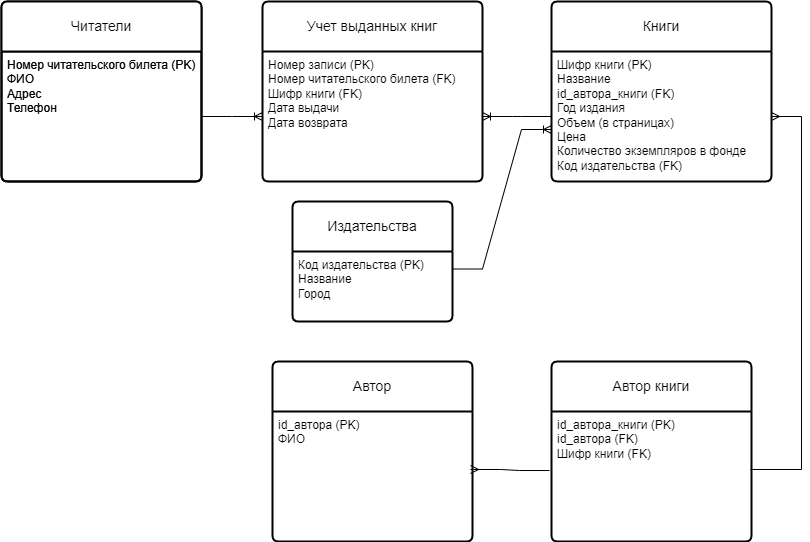 Читатели
Номер читательского билета (PK)
ФИО
Адрес
Телефон
Учет выданных книг
Номер записи (PK)
Номер читательского билета (FK)
Шифр книги (FK)
Дата выдачи
Дата возврата
Книги
Шифр книги (PK)
Название
id_автора_книги (FK)
Год издания
Объем (в страницах)
Цена
Количество экземпляров в фонде
Код издательства (FK)
Издательства
Код издательства (PK)
Название
Город
Автор
id_автора (PK)
ФИО
Автор книги
id_автора_книги (PK)
id_автора (FK)
Шифр книги (FK)